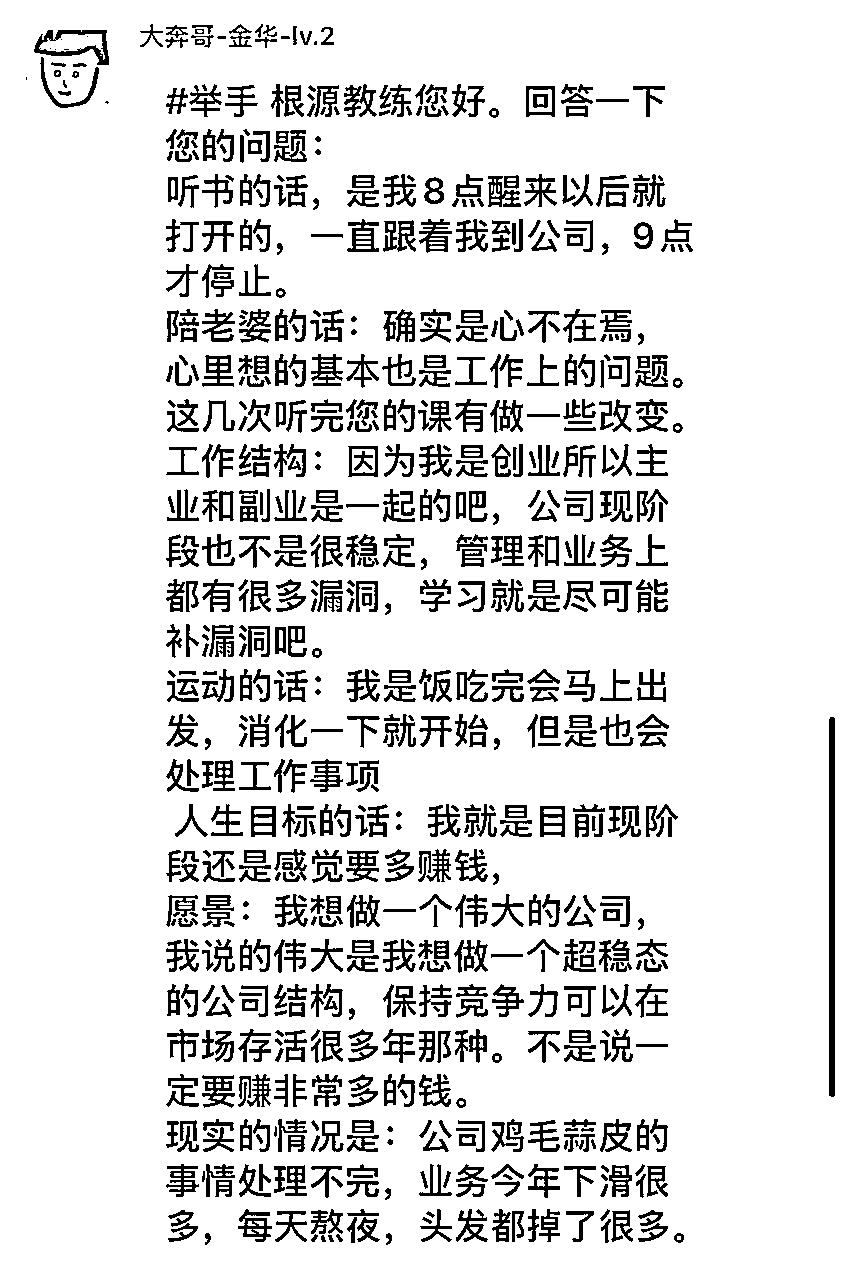 大奔哥-金华-lv.2
#举手 根源教练您好。回答一下
您的问题：
听书的话，是我8点醒来以后就
打开的，一直跟着我到公司，9点
才停止。
陪老婆的话：确实是心不在焉，
心里想的基本也是工作上的问题。
这几次听完您的课有做一些改变。
工作结构：因为我是创业所以主
业和副业是一起的吧，公司现阶
段也不是很稳定，管理和业务上
都有很多漏洞，学习就是尽可能
补漏洞吧。
运动的话：我是饭吃完会马上出
发，消化一下就开始，但是也会
处理工作事项
人生目标的话：我就是目前现阶
段还是感觉要多赚钱，
愿景：我想做一个伟大的公司，
我说的伟大是我想做一个超稳态
的公司结构，保持竞争力可以在
市场存活很多年那种。不是说一
定要赚非常多的钱。
现实的情况是：公司鸡毛蒜皮的
事情处理不完，业务今年下滑很
多，每天熬夜，头发都掉了很多。